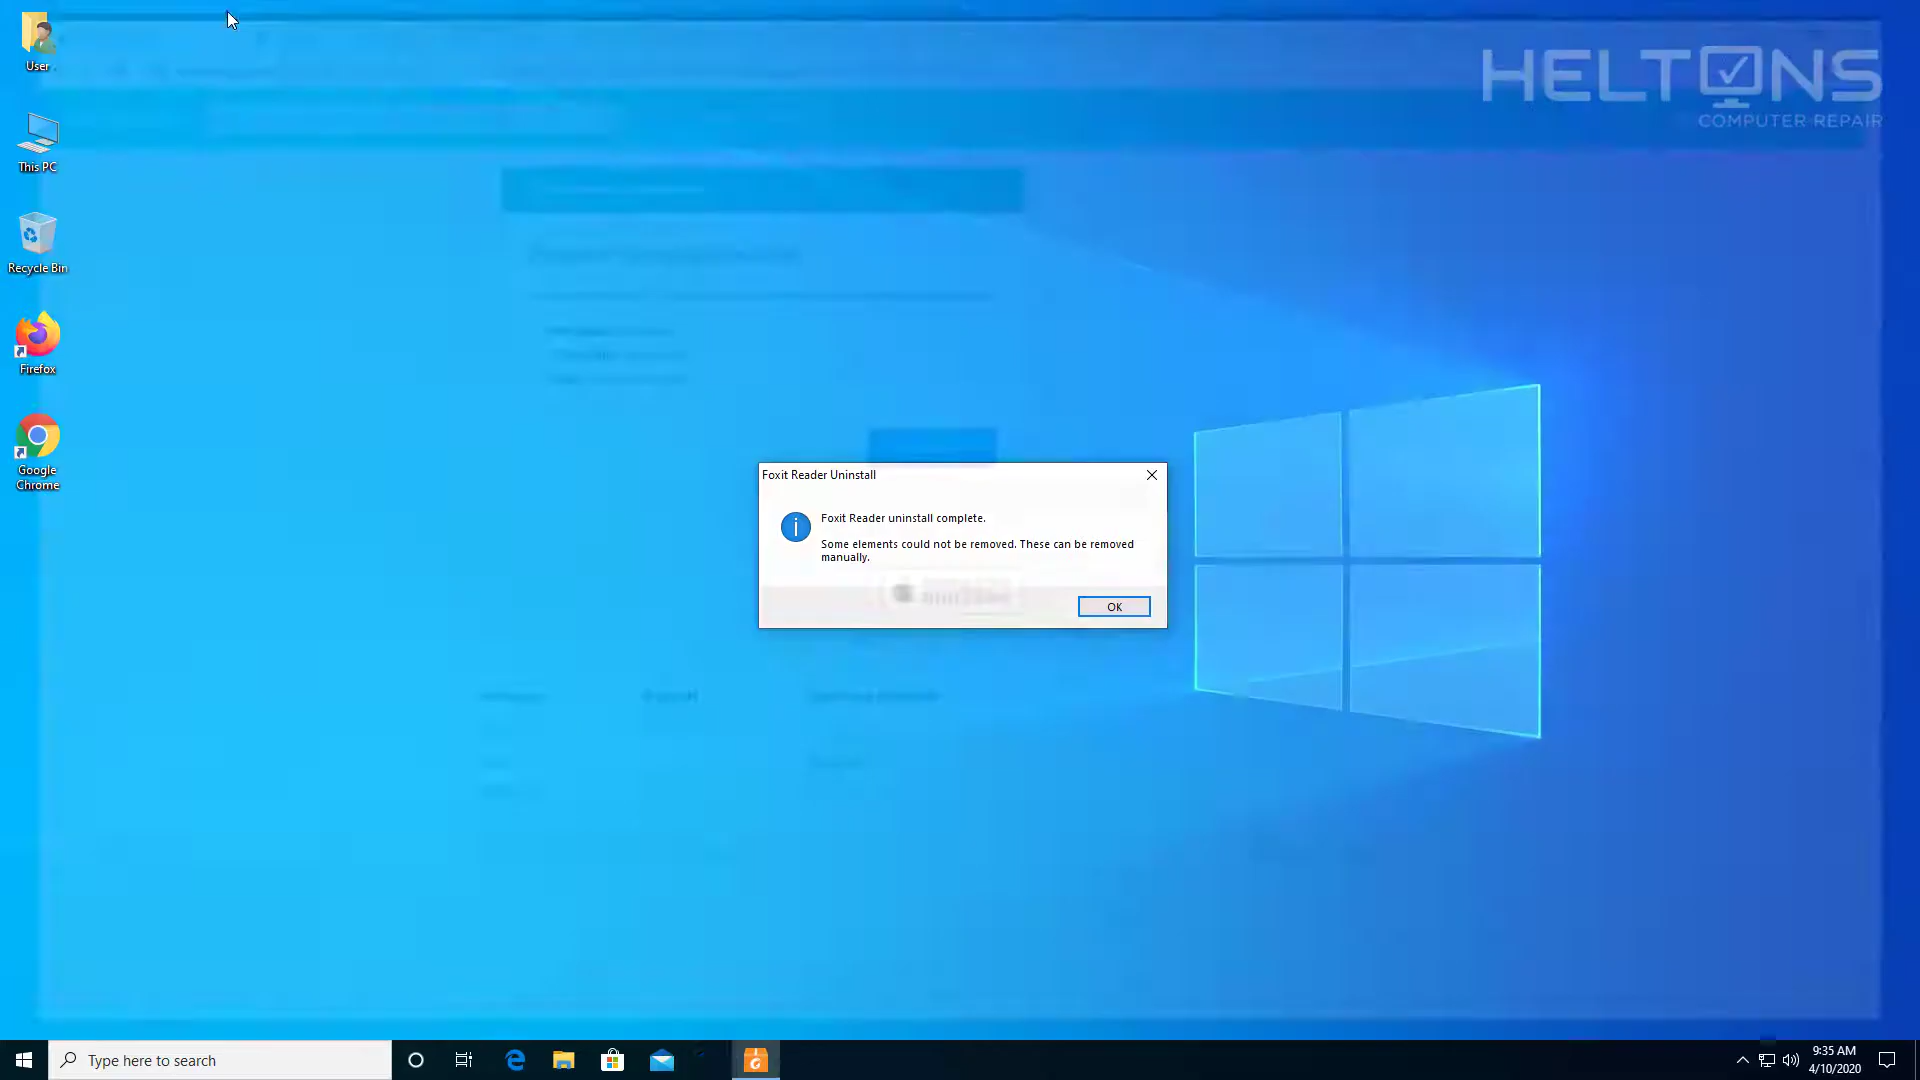 User
HELTONS
COMPUTER REPAIR
This PC
Recycle Bin
Firefox
Google
Chrome
Foxit Reader Uninstall
Foxit Reader uninstall complete.
Some elements could not be removed. These can be removed
manually.
OK
Type here to search
9:35 AM
4/10/2020